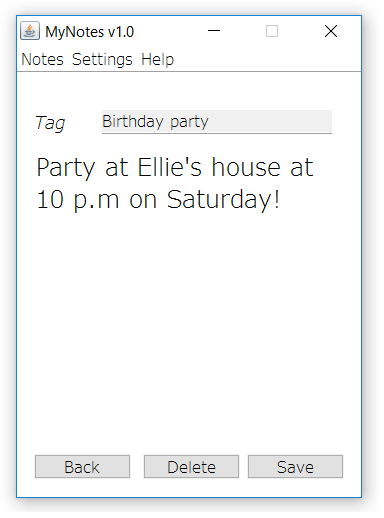 MyNotes v1.0
Notes Settings Help
Tag Birthday party
Party at Ellie's house at
10 p.m on Saturday!
Back Delete Save